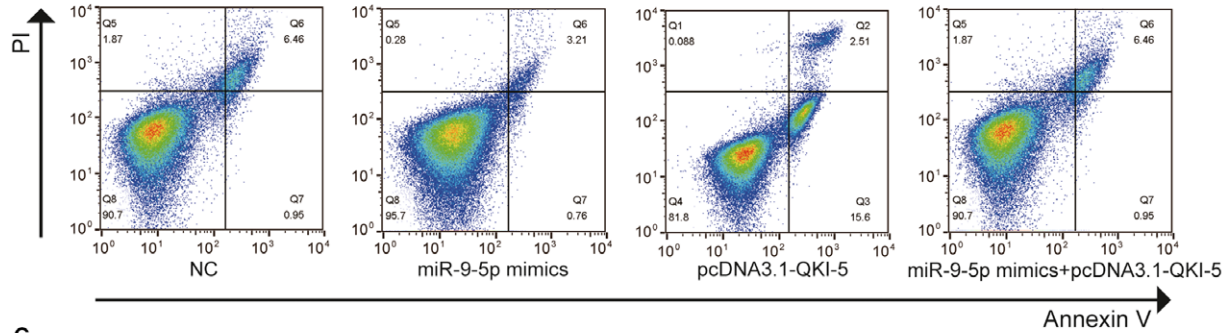 PI
Q5 Q6
1.87 6.46
Q8 Q7
90.7 0.95
10⁴
10³
10²
10¹
10⁰
10⁰ 10¹ 10² 10³ 10⁴
NC
Q5 Q6
0.28 3.21
Q8 Q7
95.7 0.76
10⁴
10³
10²
10¹
10⁰
10⁰ 10¹ 10² 10³ 10⁴
miR-9-5p mimics
Q1 Q2
0.088 2.51
Q4 Q3
81.8 15.6
10⁴
10³
10²
10¹
10⁰
10⁰ 10¹ 10² 10³ 10⁴
pcDNA3.1-QKI-5
Q5 Q6
1.87 6.46
Q8 Q7
90.7 0.95
10⁴
10³
10²
10¹
10⁰
10⁰ 10¹ 10² 10³ 10⁴
miR-9-5p mimics+pcDNA3.1-QKI-5
Annexin V